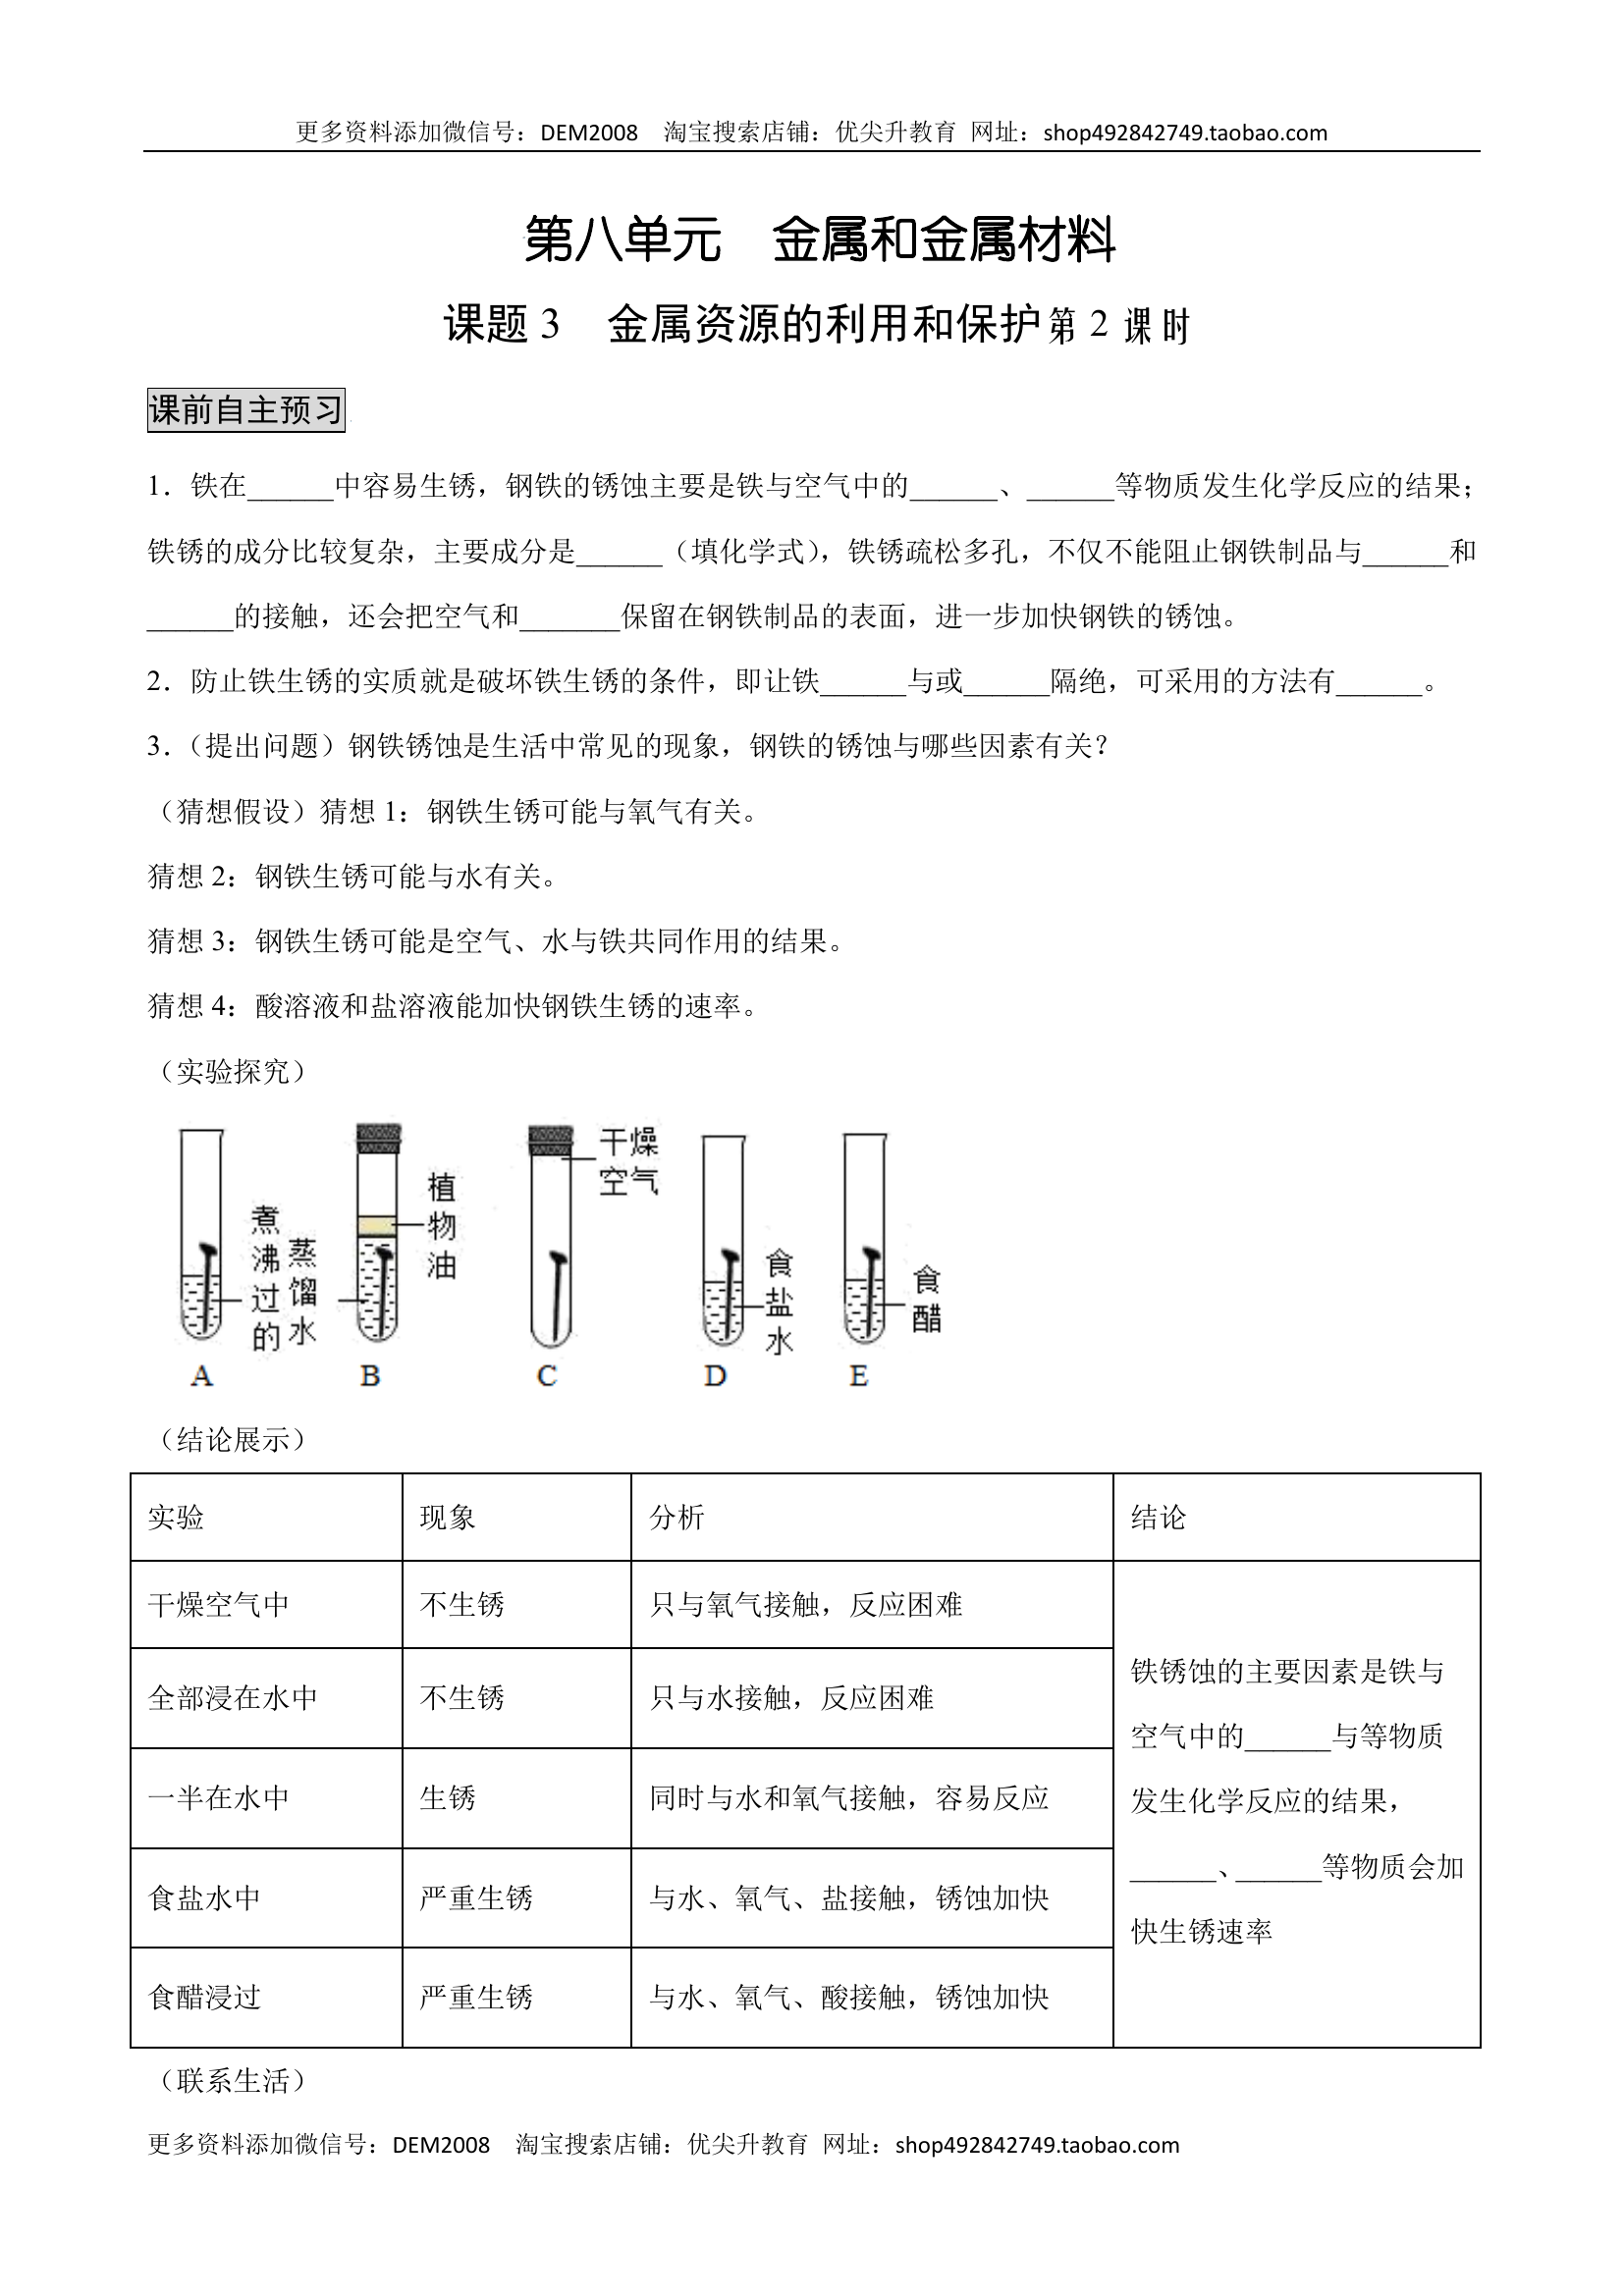 更多资料添加微信号：DEM2008 淘宝搜索店铺：优尖升教育 网址：shop492842749.taobao.com
第八单元 金属和金属材料
课题 3 金属资源的利用和保护第 2 课时
课前自主预习
1．铁在______中容易生锈，钢铁的锈蚀主要是铁与空气中的______、______等物质发生化学反应的结果；
铁锈的成分比较复杂，主要成分是______（填化学式），铁锈疏松多孔，不仅不能阻止钢铁制品与______和
______的接触，还会把空气和_______保留在钢铁制品的表面，进一步加快钢铁的锈蚀。
2．防止铁生锈的实质就是破坏铁生锈的条件，即让铁______与或______隔绝，可采用的方法有______。
3．（提出问题）钢铁锈蚀是生活中常见的现象，钢铁的锈蚀与哪些因素有关？
（猜想假设）猜想 1：钢铁生锈可能与氧气有关。
猜想 2：钢铁生锈可能与水有关。
猜想 3：钢铁生锈可能是空气、水与铁共同作用的结果。
猜想 4：酸溶液和盐溶液能加快钢铁生锈的速率。
（实验探究）
煮沸过的
蒸馏水
植物油
干燥
空气
食盐水
食醋
A B C D E
（结论展示）
实验 现象 分析 结论
干燥空气中 不生锈 只与氧气接触，反应困难
全部浸在水中 不生锈 只与水接触，反应困难
一半在水中 生锈 同时与水和氧气接触，容易反应
食盐水中 严重生锈 与水、氧气、盐接触，锈蚀加快
食醋浸过 严重生锈 与水、氧气、酸接触，锈蚀加快
铁锈蚀的主要因素是铁与
空气中的______与等物质
发生化学反应的结果，
______、______等物质会加
快生锈速率
（联系生活）
更多资料添加微信号：DEM2008 淘宝搜索店铺：优尖升教育 网址：shop492842749.taobao.com